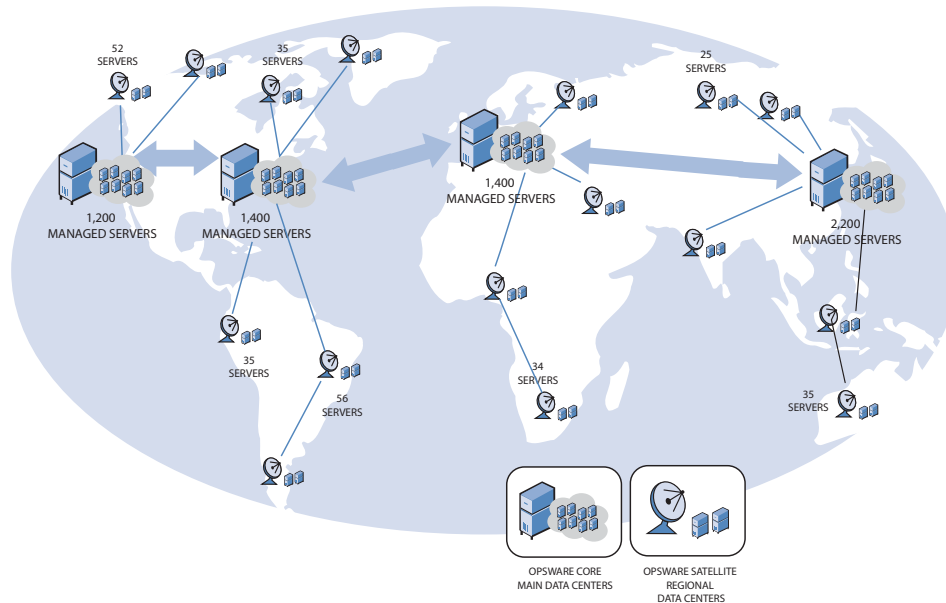 52
SERVERS
35
SERVERS
25
SERVERS
1,200
MANAGED SERVERS
1,400
MANAGED SERVERS
1,400
MANAGED SERVERS
2,200
MANAGED SERVERS
35
SERVERS
56
SERVERS
34
SERVERS
35
SERVERS
OPSWARE CORE
MAIN DATA CENTERS
OPSWARE SATELLITE
REGIONAL
DATA CENTERS